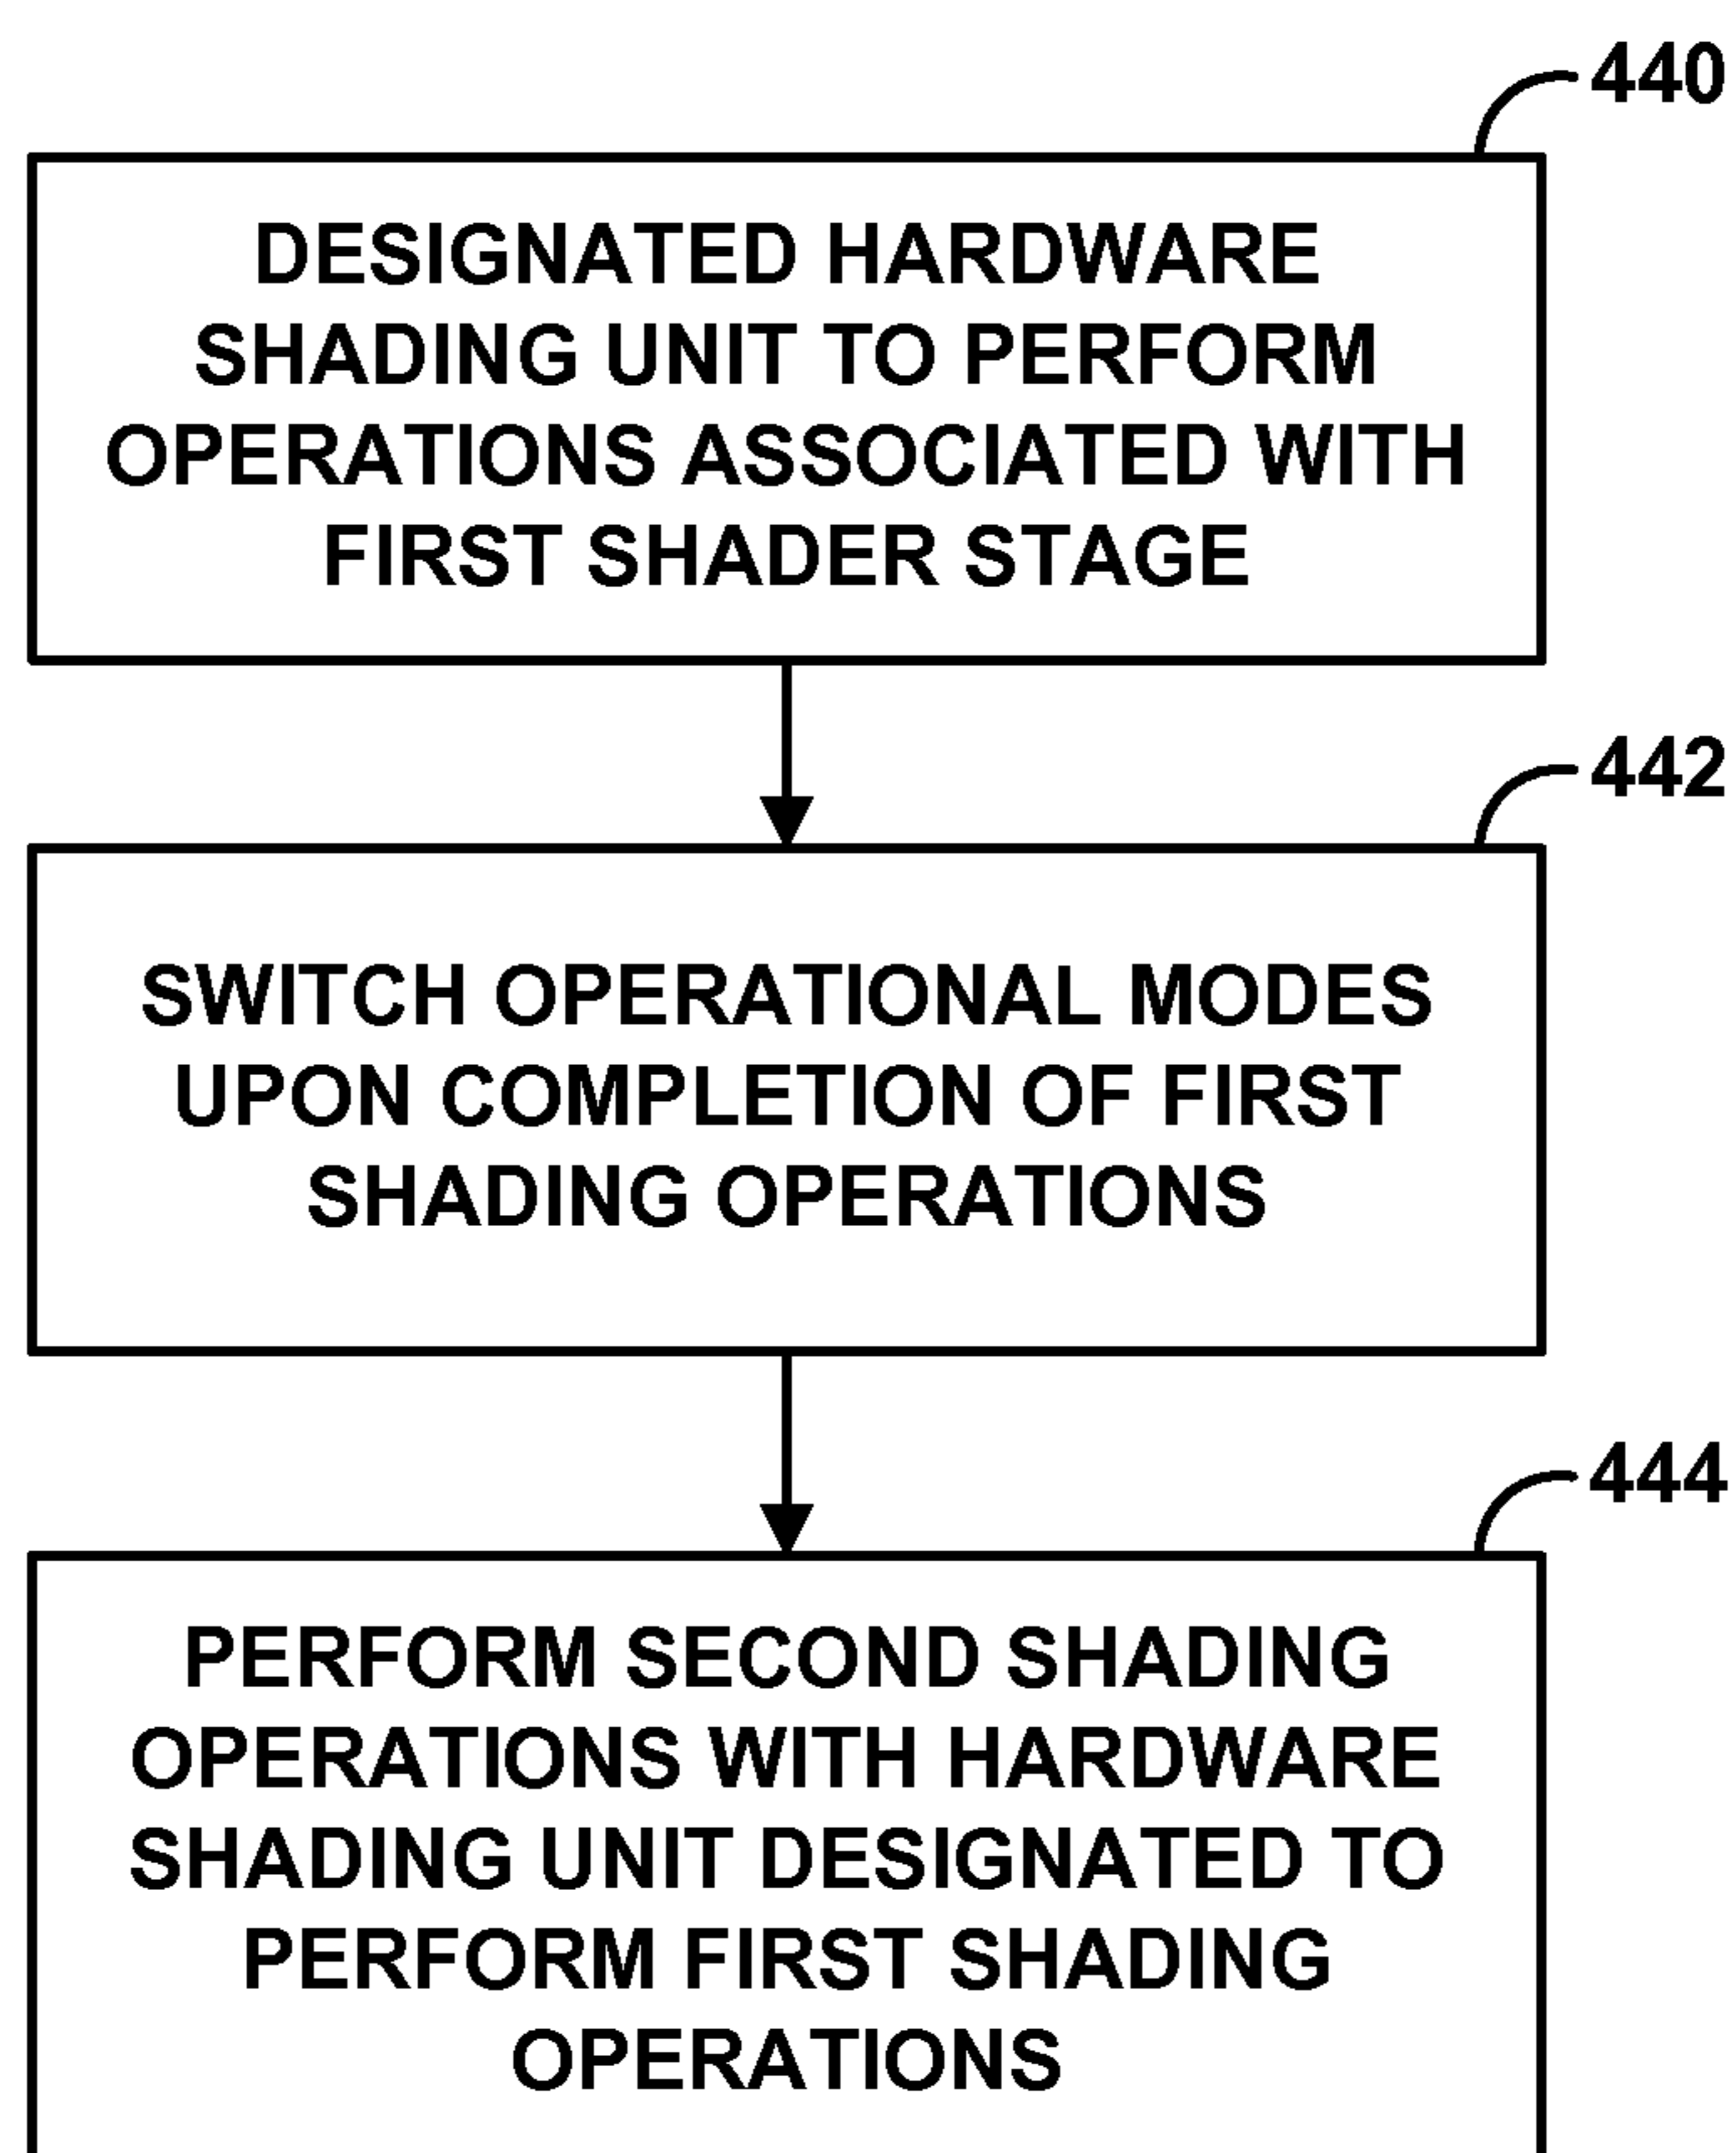 440
DESIGNATED HARDWARE
SHADING UNIT TO PERFORM
OPERATIONS ASSOCIATED WITH
FIRST SHADER STAGE
442
SWITCH OPERATIONAL MODES
UPON COMPLETION OF FIRST
SHADING OPERATIONS
444
PERFORM SECOND SHADING
OPERATIONS WITH HARDWARE
SHADING UNIT DESIGNATED TO
PERFORM FIRST SHADING
OPERATIONS